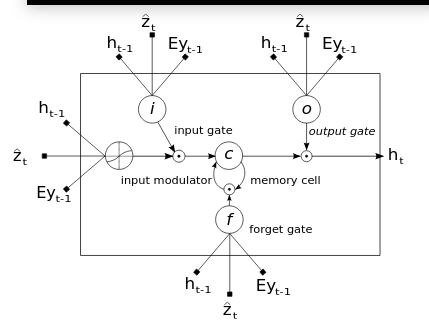 ẑt ẑt
ht-1 Eyt-1 ht-1 Eyt-1
i o
ht-1
input gate output gate
ẑt c ht
input modulator memory cell
Eyt-1
f forget gate
ht-1 Eyt-1
ẑt